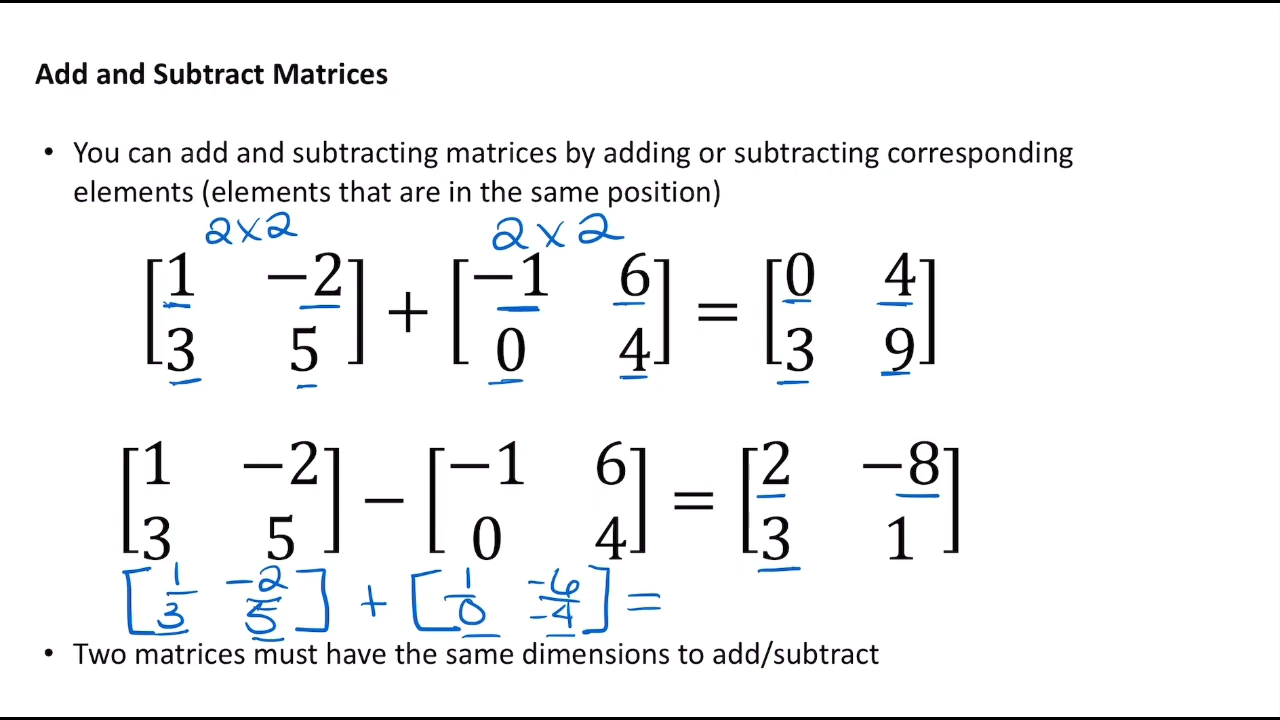 Add and Subtract Matrices
• You can add and subtracting matrices by adding or subtracting corresponding
elements (elements that are in the same position)
2x2 2x2
[1 −2] + [−1 6] = [0 4]
[3 5] [0 4] [3 9]
[1 −2] − [−1 6] = [2 −8]
[3 5] [0 4] [3 1]
[1 −2] + [1 −6] =
[3 5] [0 −4]
• Two matrices must have the same dimensions to add/subtract